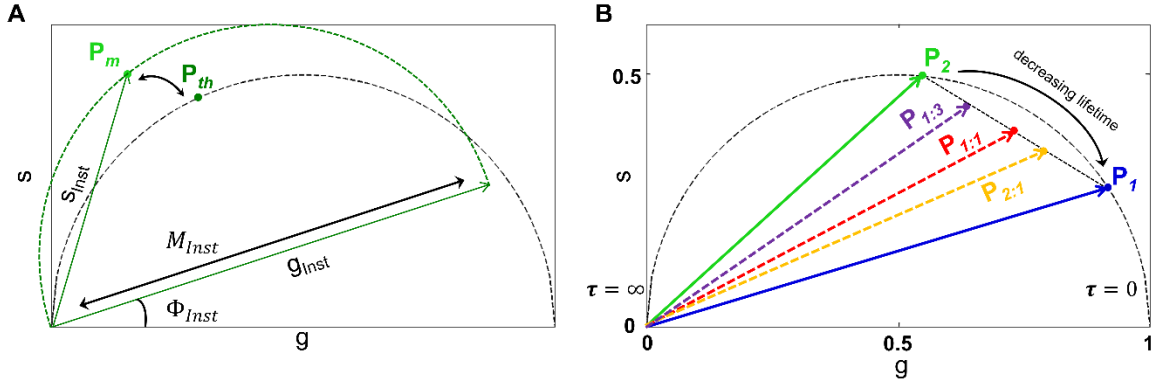 A
P_m
P_th
s_Inst
M_Inst
g_Inst
Φ_Inst
s
g
B
P_2
decreasing lifetime
P_1:3
P_1:1
P_2:1
P_1
0.5
s
τ = ∞
τ = 0
0
0
0.5
1
g